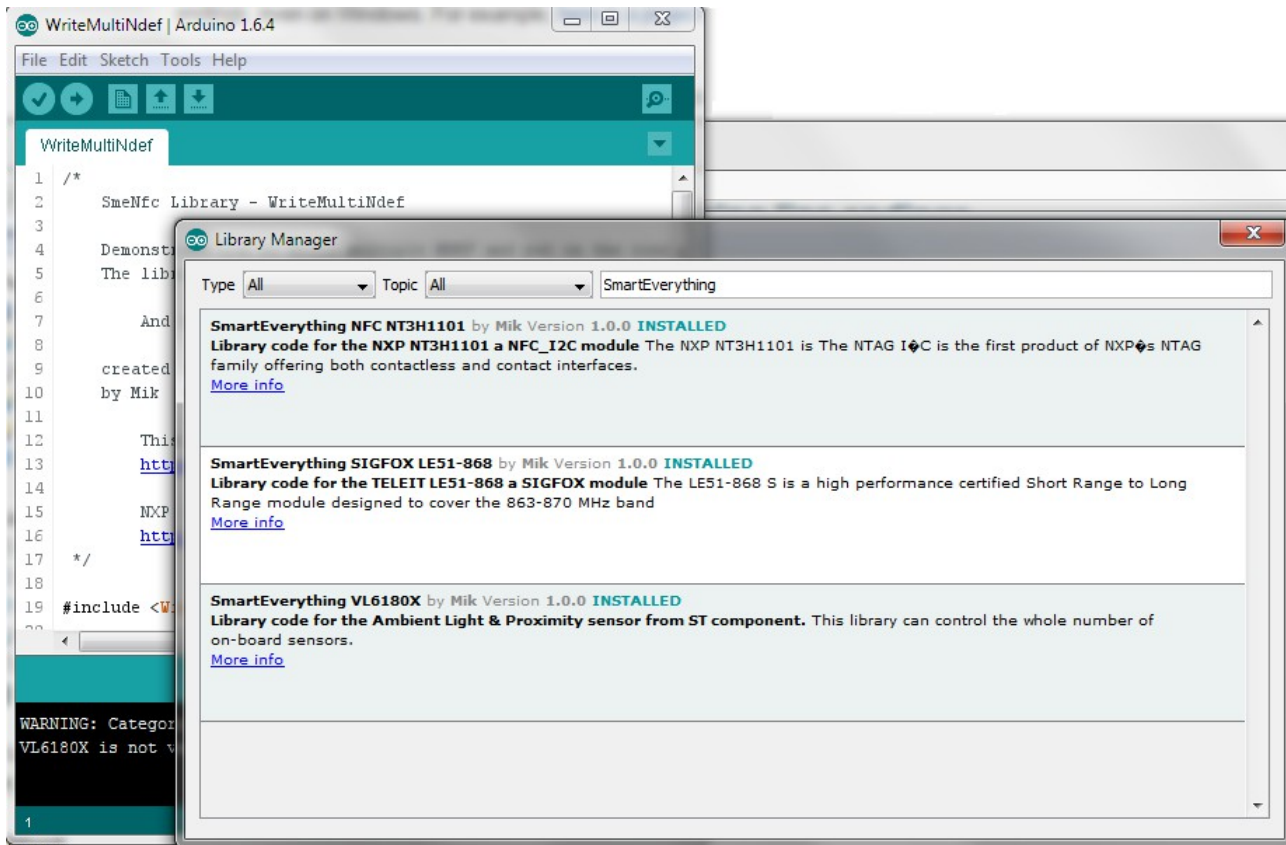 WriteMultiNdef | Arduino 1.6.4
File Edit Sketch Tools Help
WriteMultiNdef
1 /*
2 SmeNfc Library - WriteMultiNdef
3
4 Demonst
5 The lib
6
7 And
8
9 created
10 by Mik
11
12 This
13 http
14
15 NXP
16 http
17 */
18
19 #include <W
Library Manager
Type All Topic All SmartEverything
SmartEverything NFC NT3H1101 by Mik Version 1.0.0 INSTALLED
Library code for the NXP NT3H1101 a NFC_I2C module The NXP NT3H1101 is The NTAG I�C is the first product of NXP�s NTAG
family offering both contactless and contact interfaces.
More info
SmartEverything SIGFOX LE51-868 by Mik Version 1.0.0 INSTALLED
Library code for the TELEIT LE51-868 a SIGFOX module The LE51-868 S is a high performance certified Short Range to Long
Range module designed to cover the 863-870 MHz band
More info
SmartEverything VL6180X by Mik Version 1.0.0 INSTALLED
Library code for the Ambient Light & Proximity sensor from ST component. This library can control the whole number of
on-board sensors.
More info
WARNING: Categor
VL6180X is not v
1